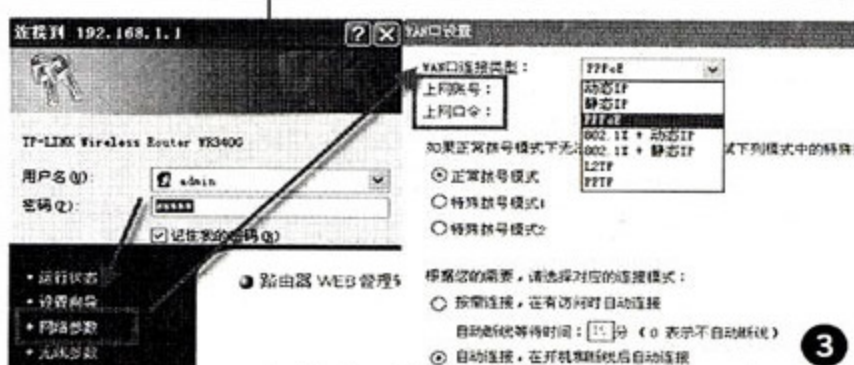 连接到 192.168.1.1
TP-LINK Wireless Router WR340G
用户名(U):
admin
密码(P):
记住我的密码(R)
• 运行状态
• 设置向导
• 网络参数
• 无线参数
路由器 WEB 管理
WAN口设置
WAN口连接类型:
PPPoE
上网账号:
上网口令:
动态IP
静态IP
PPPoE
802.1X + 动态IP
802.1X + 静态IP
L2TP
PPTP
如果正常拨号模式下无 试下列模式中的特殊
正常拨号模式
特殊拨号模式1
特殊拨号模式2
根据您的需要,请选择对应的连接模式:
按需连接,在有访问时自动连接
自动断线等待时间: 15 分 (0 表示不自动断线)
自动连接,在开机和断线后自动连接
3